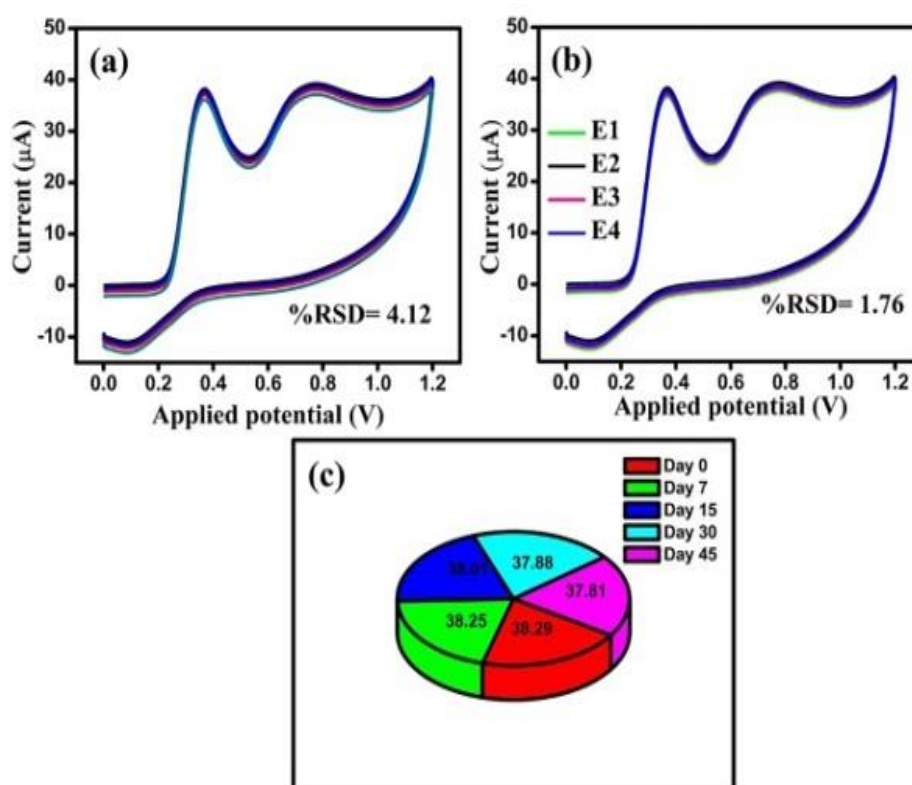 (a)
50
40
30
20
10
0
-10
Current (µA)
%RSD= 4.12
0.0 0.2 0.4 0.6 0.8 1.0 1.2
Applied potential (V)
(b)
50
40
30
20
10
0
-10
Current (µA)
E1
E2
E3
E4
%RSD= 1.76
0.0 0.2 0.4 0.6 0.8 1.0 1.2
Applied potential (V)
(c)
Day 0
Day 7
Day 15
Day 30
Day 45
37.88
37.81
38.25
38.29